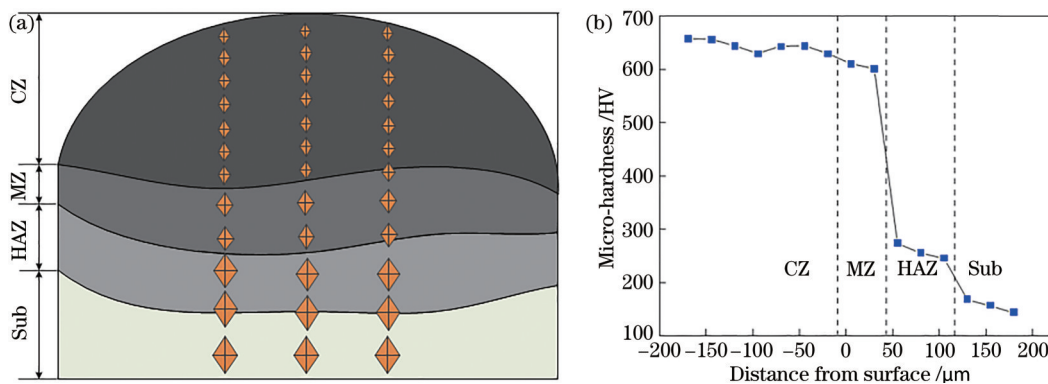 (a)
CZ
MZ
HAZ
Sub
(b)
Micro-hardness /HV
700
600
500
400
300
200
100
CZ MZ HAZ Sub
−200 −150 −100 −50 0 50 100 150 200
Distance from surface /μm